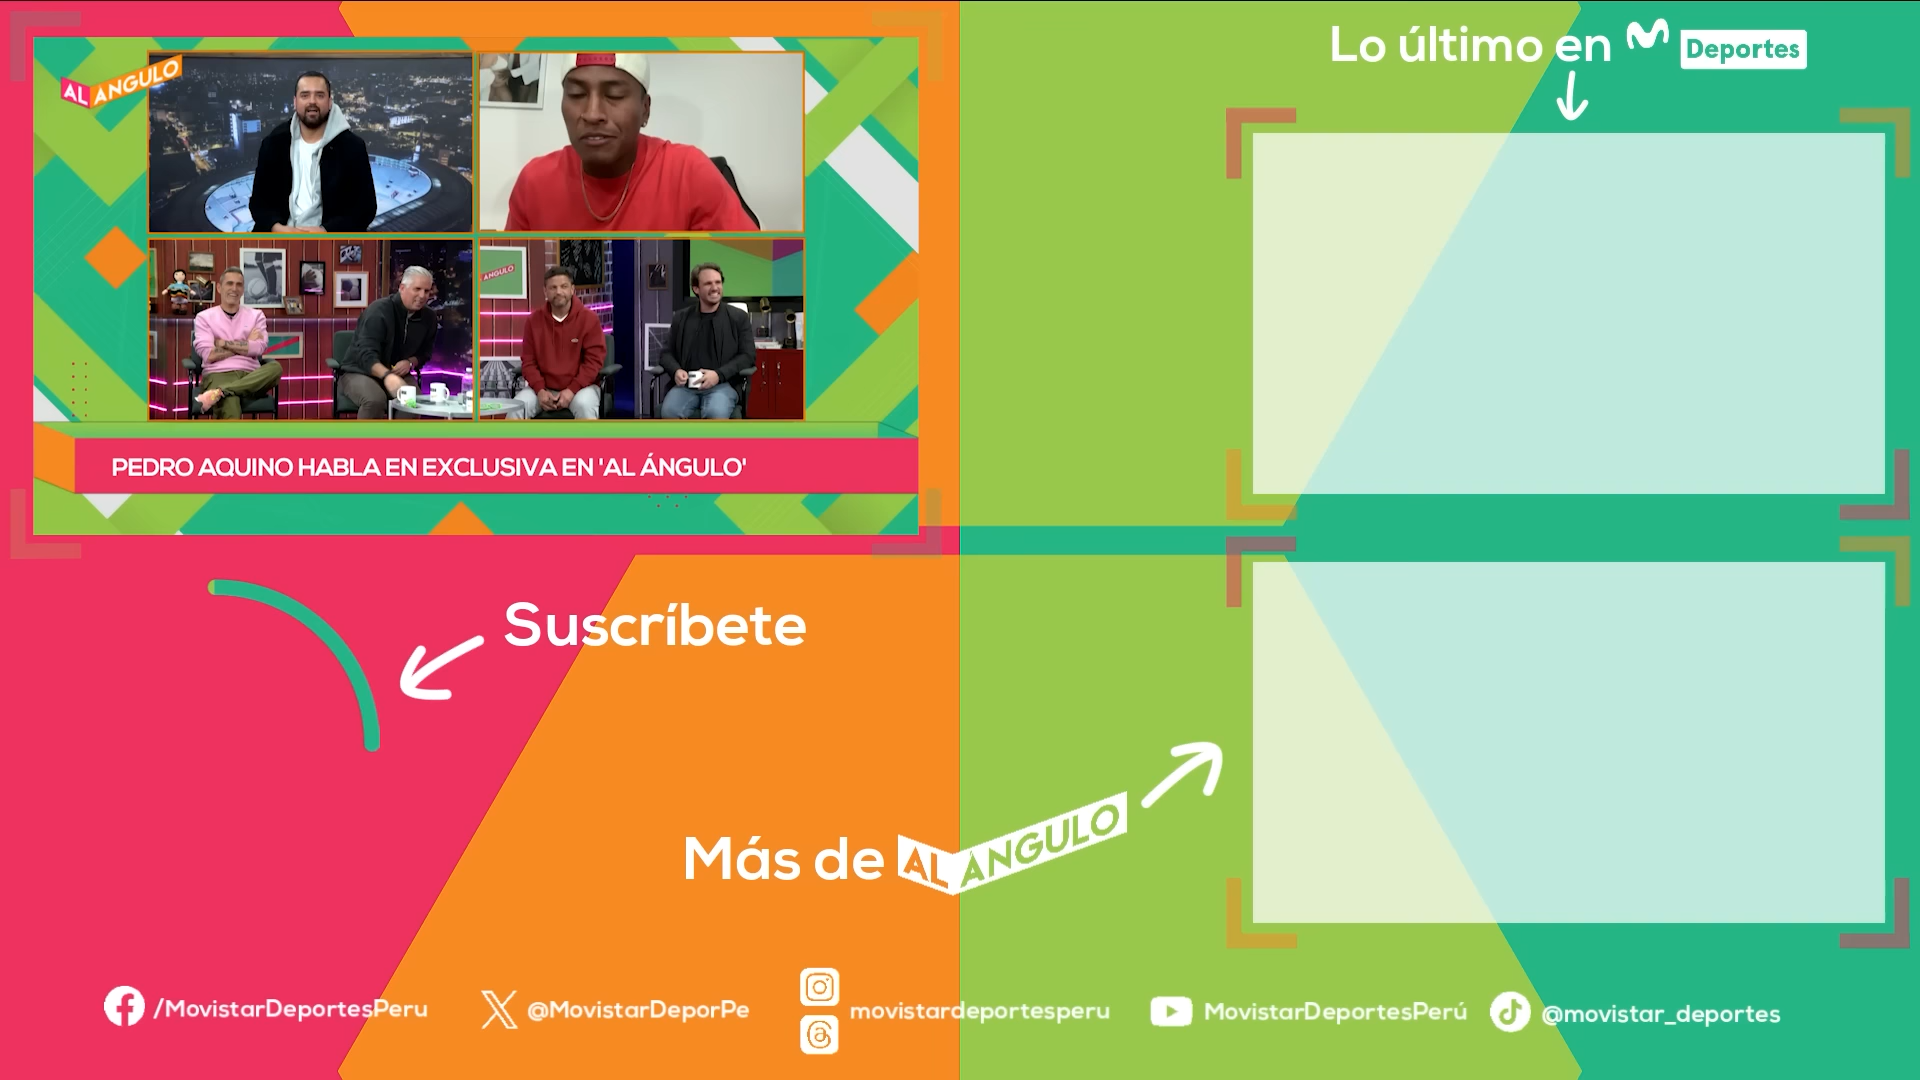 AL ANGULO
ANGULO
PEDRO AQUINO HABLA EN EXCLUSIVA EN 'AL ÁNGULO'
Lo último en Deportes
Suscríbete
Más de AL ANGULO
/MovistarDeportesPeru
@MovistarDeporPe
movistardeportesperu
MovistarDeportesPerú
@movistar_deportes